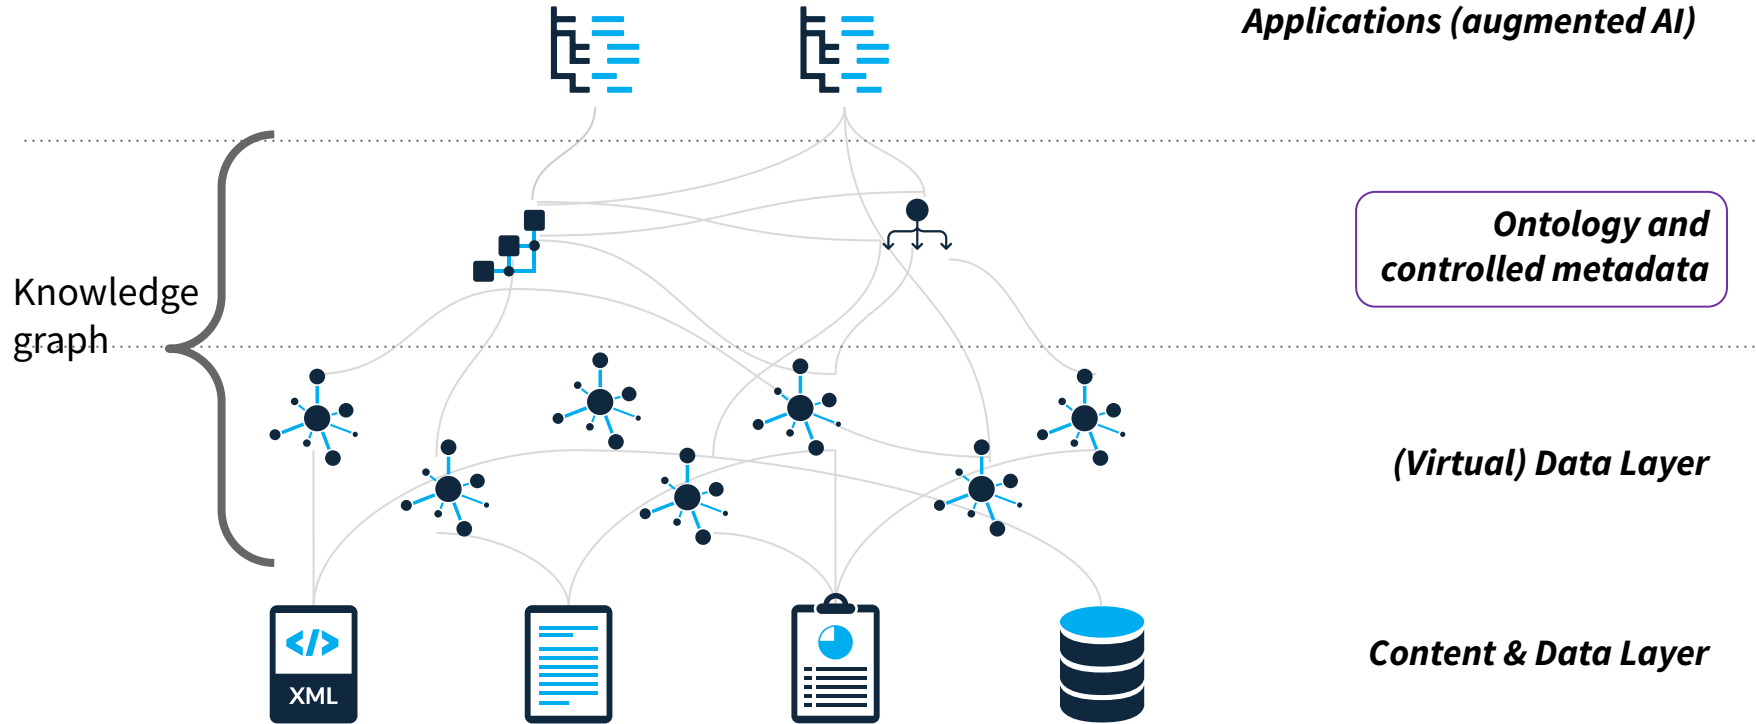 Applications (augmented AI)
Ontology and
controlled metadata
Knowledge
graph
(Virtual) Data Layer
Content & Data Layer
</>
XML